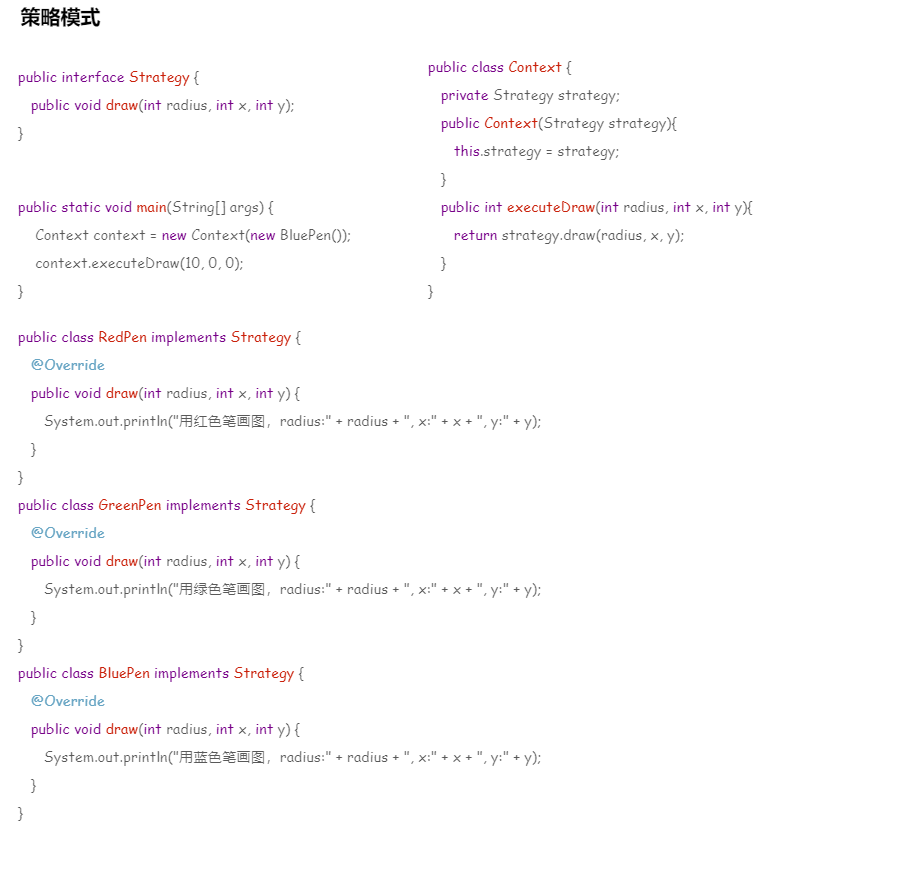 策略模式
public interface Strategy {
public void draw(int radius, int x, int y);
}
public static void main(String[] args) {
Context context = new Context(new BluePen());
context.executeDraw(10, 0, 0);
}
public class Context {
private Strategy strategy;
public Context(Strategy strategy){
this.strategy = strategy;
}
public int executeDraw(int radius, int x, int y){
return strategy.draw(radius, x, y);
}
}
public class RedPen implements Strategy {
@Override
public void draw(int radius, int x, int y) {
System.out.println("用红色笔画图，radius:" + radius + ", x:" + x + ", y:" + y);
}
}
public class GreenPen implements Strategy {
@Override
public void draw(int radius, int x, int y) {
System.out.println("用绿色笔画图，radius:" + radius + ", x:" + x + ", y:" + y);
}
}
public class BluePen implements Strategy {
@Override
public void draw(int radius, int x, int y) {
System.out.println("用蓝色笔画图，radius:" + radius + ", x:" + x + ", y:" + y);
}
}